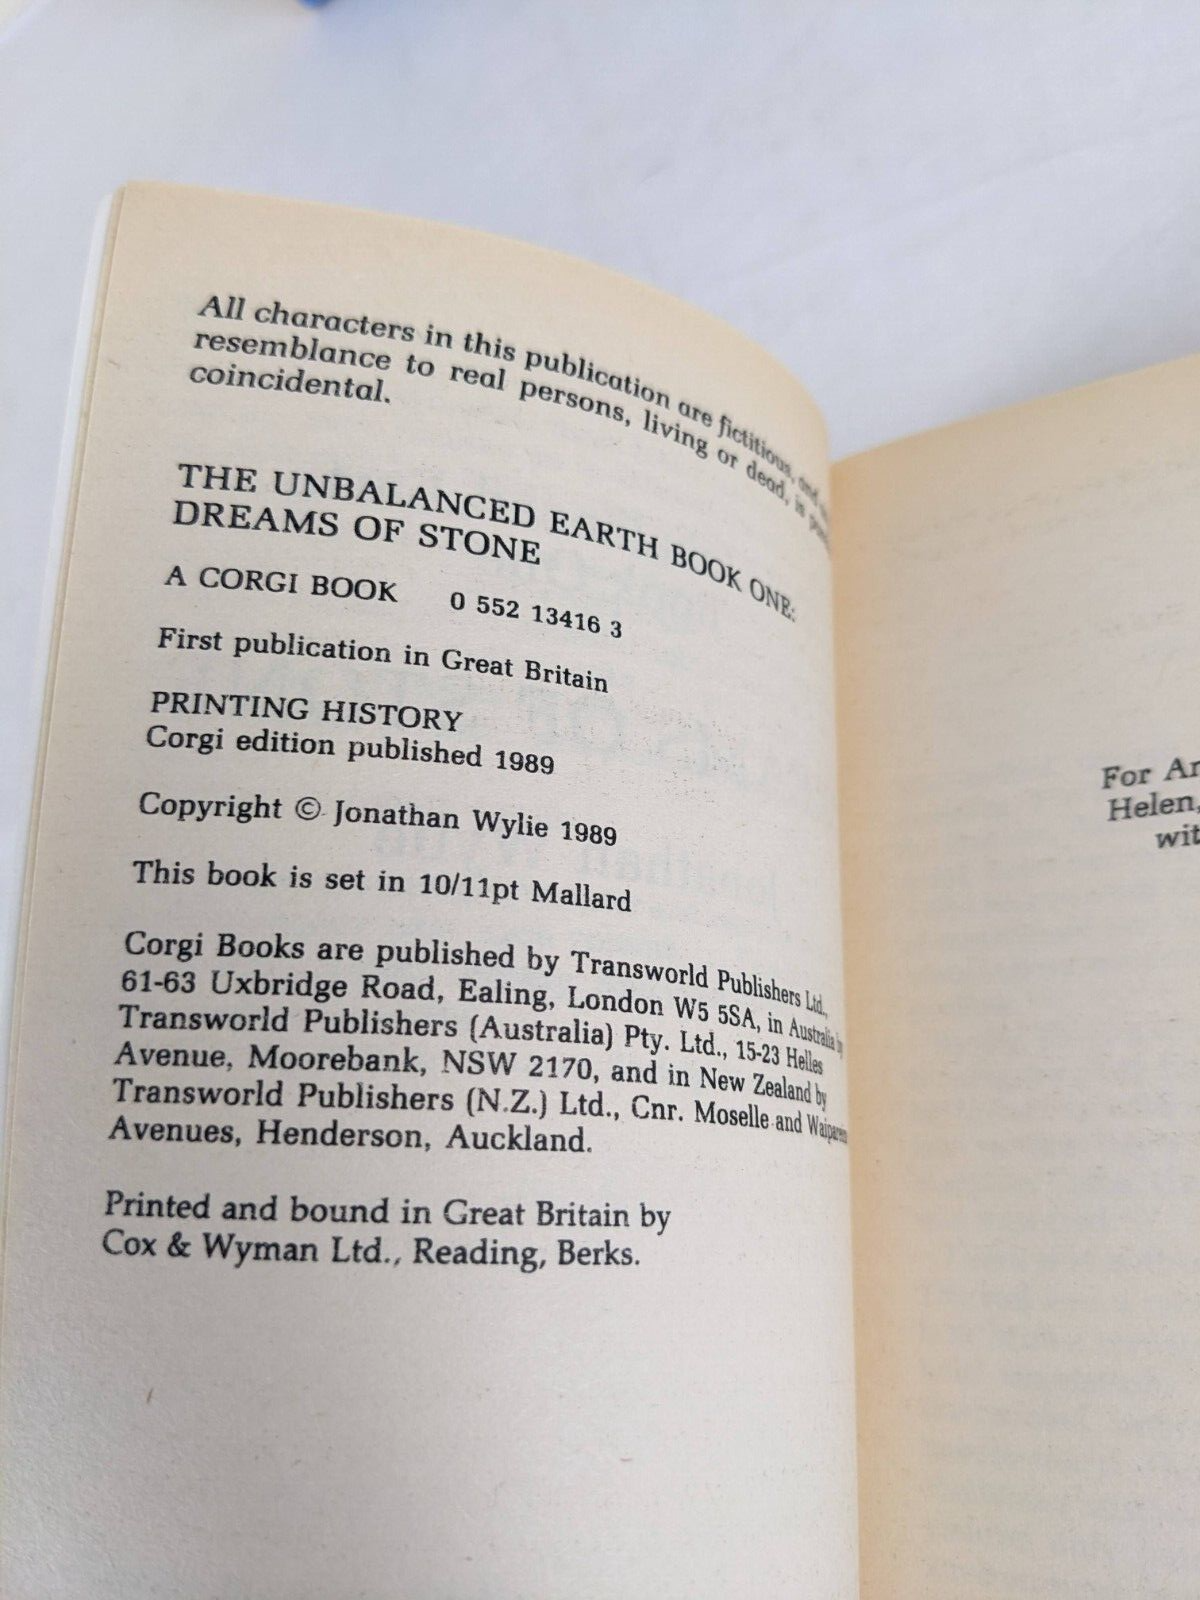 All characters in this publication are fictitious, and
resemblance to real persons, living or dead, is
coincidental.
THE UNBALANCED EARTH BOOK ONE:
DREAMS OF STONE
A CORGI BOOK 0 552 13416 3
First publication in Great Britain
PRINTING HISTORY
Corgi edition published 1989
Copyright © Jonathan Wylie 1989
This book is set in 10/11pt Mallard
Corgi Books are published by Transworld Publishers Ltd.,
61-63 Uxbridge Road, Ealing, London W5 5SA, in Australia by
Transworld Publishers (Australia) Pty. Ltd., 15-23 Helles
Avenue, Moorebank, NSW 2170, and in New Zealand by
Transworld Publishers (N.Z.) Ltd., Cnr. Moselle and
Avenues, Henderson, Auckland.
Printed and bound in Great Britain by
Cox & Wyman Ltd., Reading, Berks.
For
Helen,